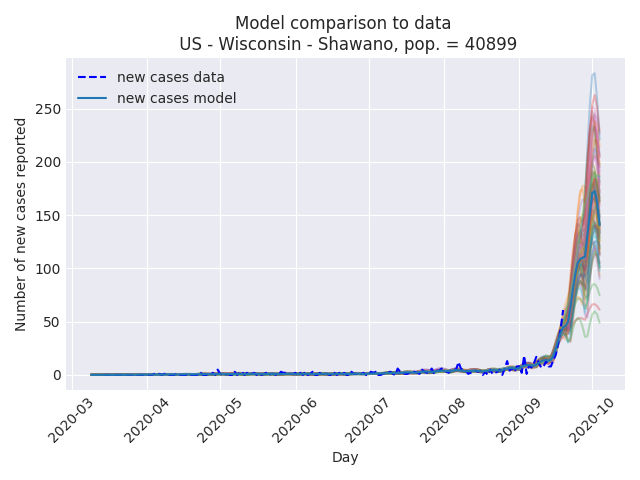 Model comparison to data
US - Wisconsin - Shawano, pop. = 40899
new cases data
new cases model
Number of new cases reported
250
200
150
100
50
0
2020-03
2020-04
2020-05
2020-06
2020-07
2020-08
2020-09
2020-10
Day